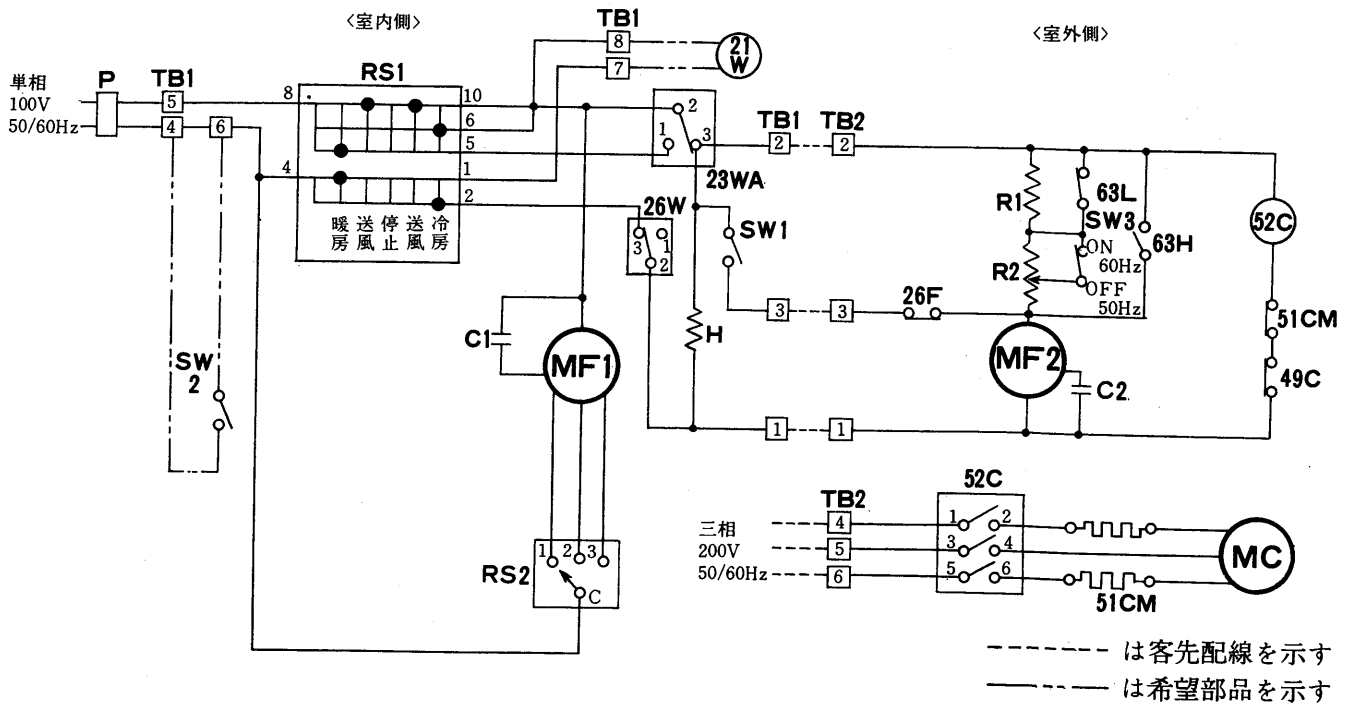 〈室内側〉
〈室外側〉
単相
100V
50/60Hz
P
TB1
5
4
6
SW
2
RS1
8
4
10
6
5
1
2
暖房
送風
停止
送風
冷房
TB1
8
7
21
W
2
1
3
23WA
26W
3
1
2
SW1
H
C1
MF1
RS2
1
2
3
C
TB1
TB2
2
2
3
3
1
1
26F
R1
R2
63L
SW3
ON
60Hz
OFF
50Hz
63H
MF2
C2
52C
51CM
49C
三相
200V
50/60Hz
TB2
4
5
6
52C
1
2
3
4
5
6
51CM
MC
は客先配線を示す
は希望部品を示す